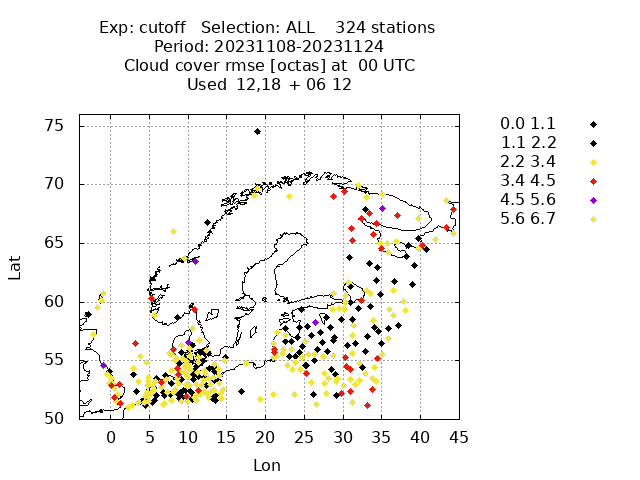 Exp: cutoff   Selection: ALL    324 stations
Period: 20231108-20231124
Cloud cover rmse [octas] at  00 UTC
Used  12,18 + 06 12
75
70
65
60
55
50
Lat
0 5 10 15 20 25 30 35 40 45
Lon
0.0 1.1
1.1 2.2
2.2 3.4
3.4 4.5
4.5 5.6
5.6 6.7